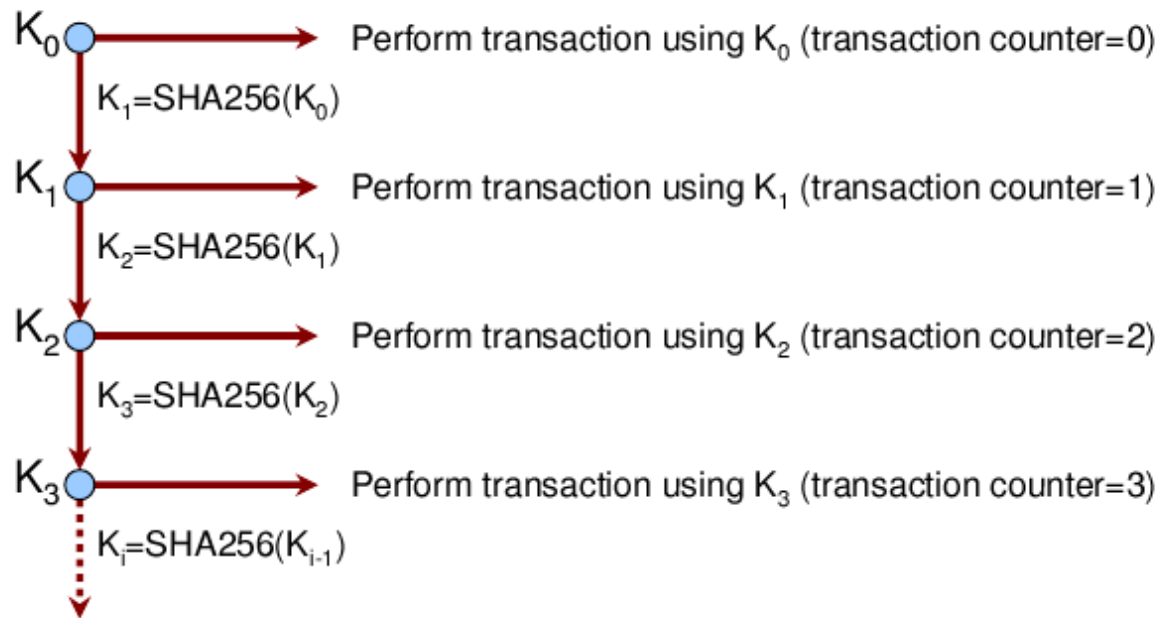 K₀ Perform transaction using K₀ (transaction counter=0)
K₁=SHA256(K₀)
K₁ Perform transaction using K₁ (transaction counter=1)
K₂=SHA256(K₁)
K₂ Perform transaction using K₂ (transaction counter=2)
K₃=SHA256(K₂)
K₃ Perform transaction using K₃ (transaction counter=3)
Kᵢ=SHA256(Kᵢ₋₁)